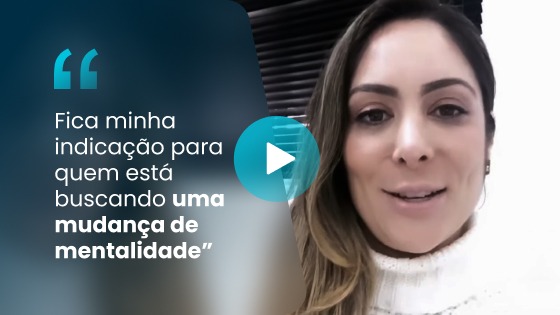 “
Fica minha
indicação para
quem está
buscando uma
mudança de
mentalidade”